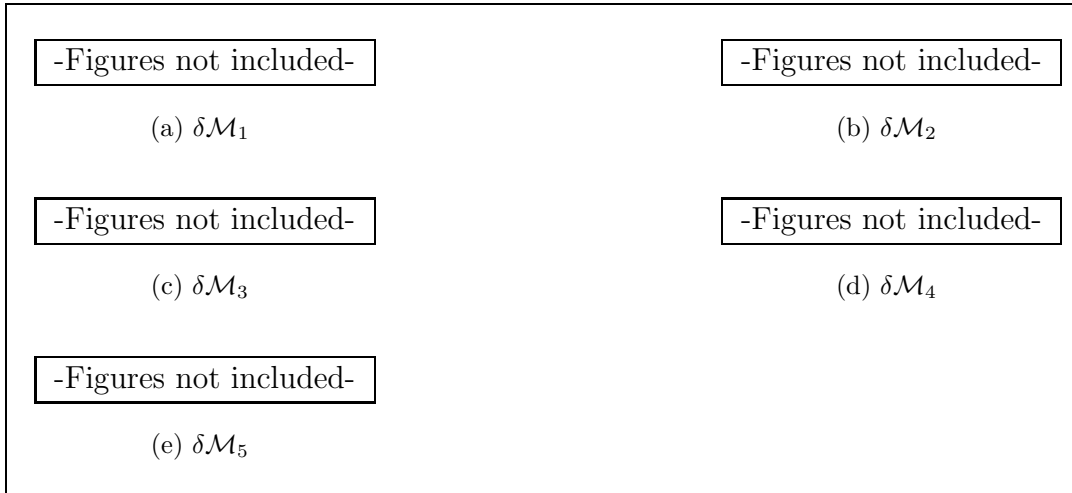 -Figures not included- -Figures not included-
(a) δℳ₁ (b) δℳ₂
-Figures not included- -Figures not included-
(c) δℳ₃ (d) δℳ₄
-Figures not included-
(e) δℳ₅